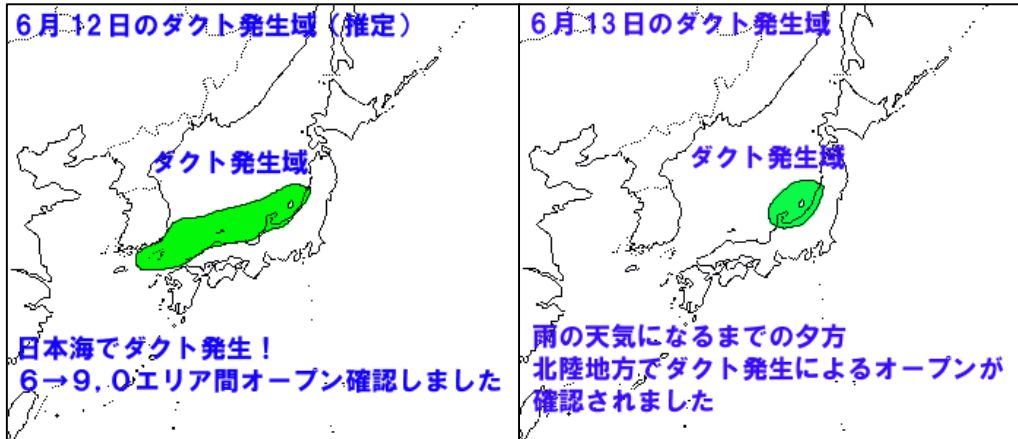 6月12日のダクト発生域（推定）
ダクト発生域
日本海でダクト発生！
6→9,0エリア間オープン確認しました
6月13日のダクト発生域
ダクト発生域
雨の天気になるまでの夕方
北陸地方でダクト発生によるオープンが
確認されました